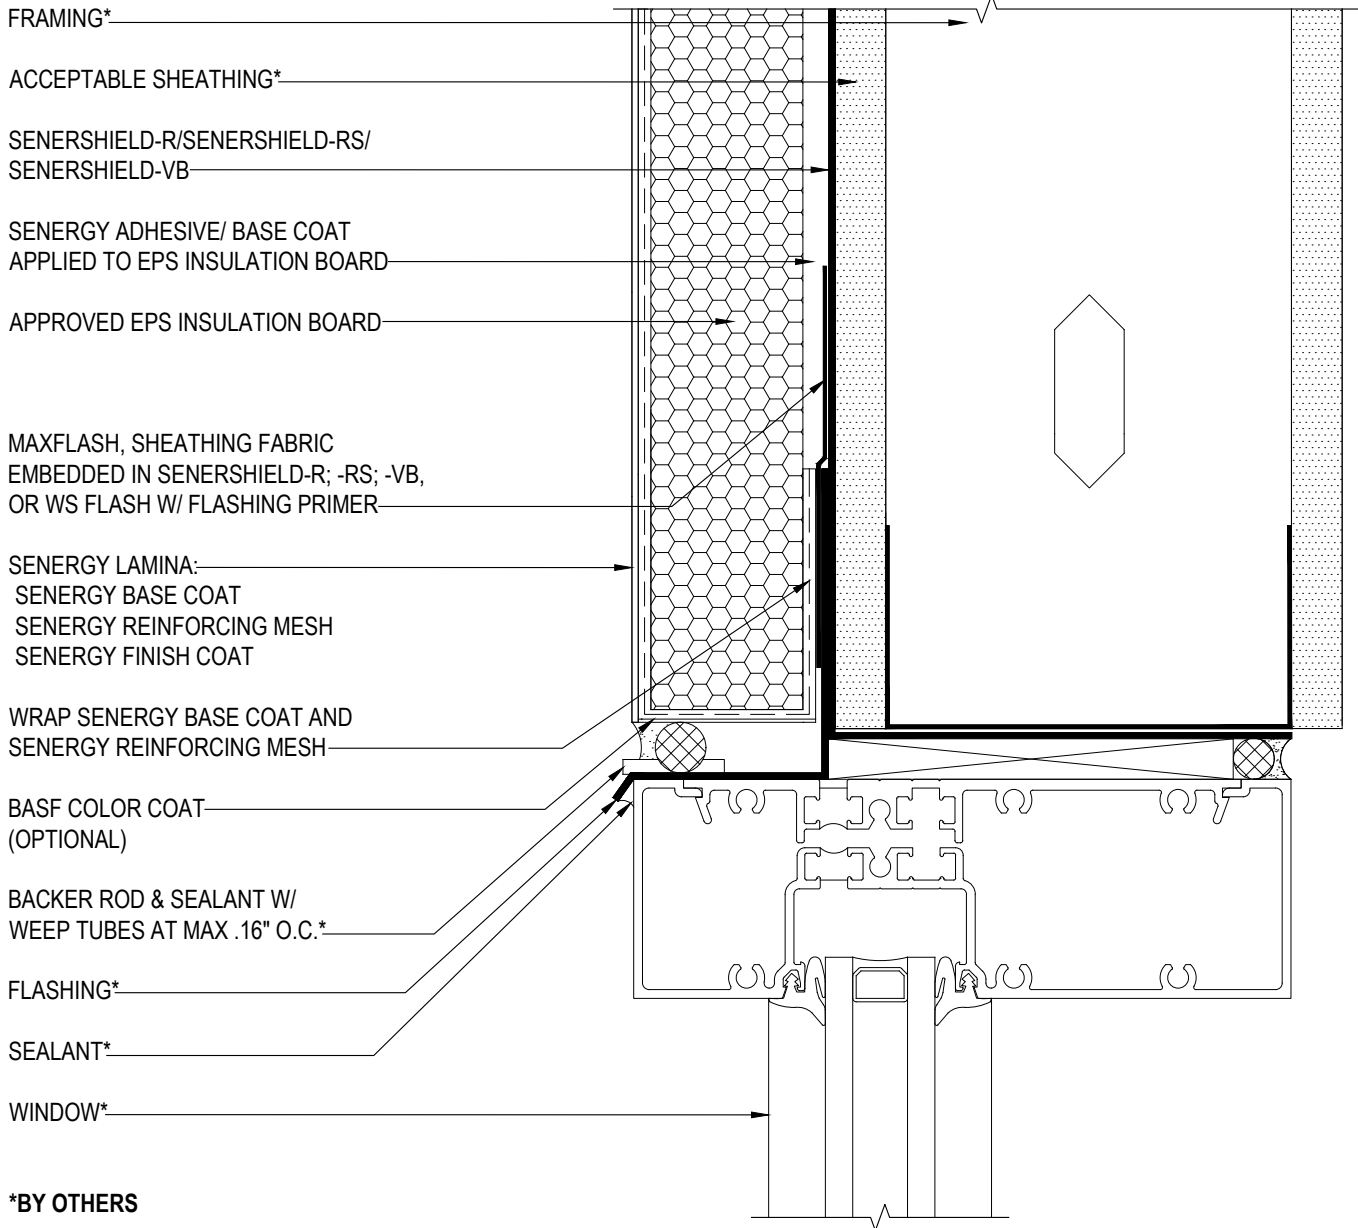 FRAMING*
ACCEPTABLE SHEATHING*
SENERSHIELD-R/SENERSHIELD-RS/
SENERSHIELD-VB
SENERGY ADHESIVE/ BASE COAT
APPLIED TO EPS INSULATION BOARD
APPROVED EPS INSULATION BOARD
MAXFLASH, SHEATHING FABRIC
EMBEDDED IN SENERSHIELD-R; -RS; -VB,
OR WS FLASH W/ FLASHING PRIMER
SENERGY LAMINA:
SENERGY BASE COAT
SENERGY REINFORCING MESH
SENERGY FINISH COAT
WRAP SENERGY BASE COAT AND
SENERGY REINFORCING MESH
BASF COLOR COAT
(OPTIONAL)
BACKER ROD & SEALANT W/
WEEP TUBES AT MAX .16" O.C.*
FLASHING*
SEALANT*
WINDOW*
*BY OTHERS